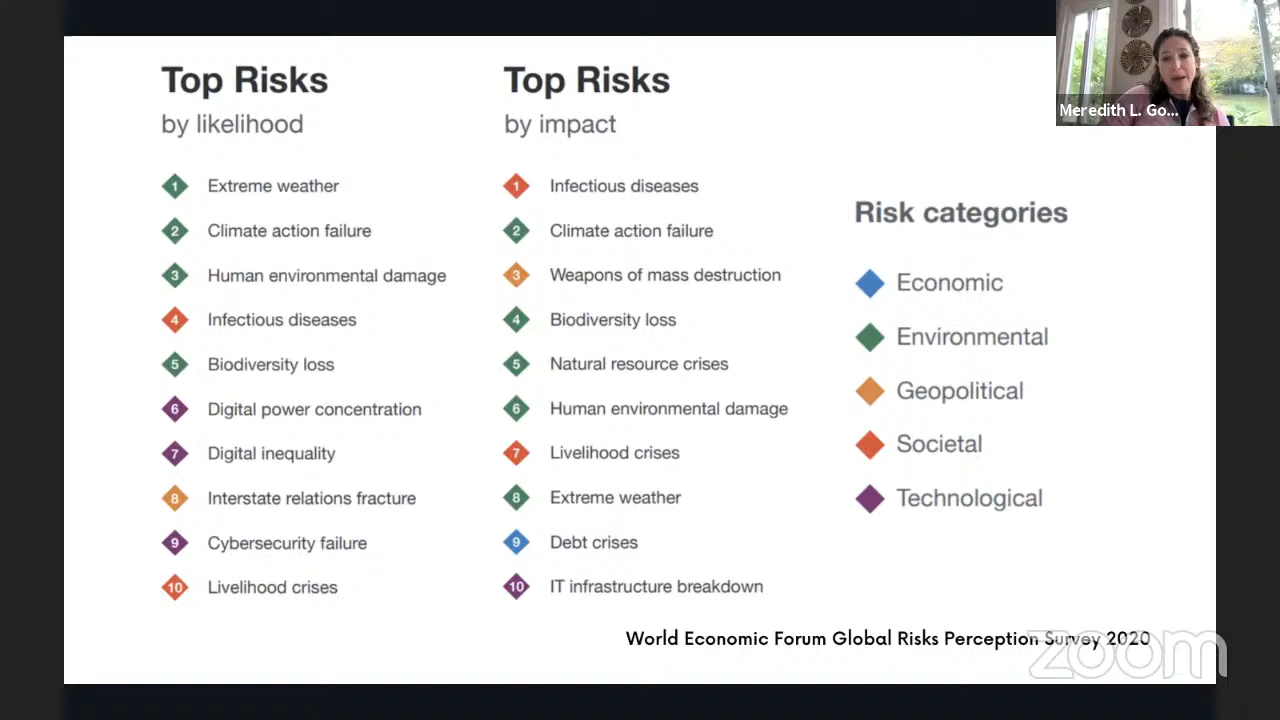 Top Risks
by likelihood
1 Extreme weather
2 Climate action failure
3 Human environmental damage
4 Infectious diseases
5 Biodiversity loss
6 Digital power concentration
7 Digital inequality
8 Interstate relations fracture
9 Cybersecurity failure
10 Livelihood crises
Top Risks
by impact
1 Infectious diseases
2 Climate action failure
3 Weapons of mass destruction
4 Biodiversity loss
5 Natural resource crises
6 Human environmental damage
7 Livelihood crises
8 Extreme weather
9 Debt crises
10 IT infrastructure breakdown
Risk categories
Economic
Environmental
Geopolitical
Societal
Technological
World Economic Forum Global Risks Perception Survey 2020
zoom
Meredith L. Go...